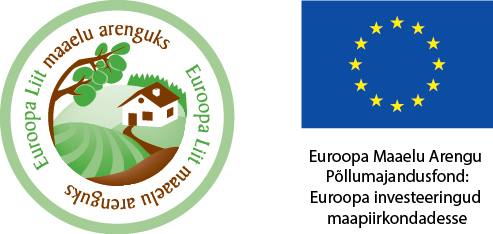 Euroopa Liit maaelu arenguks
Euroopa Liit maaelu arenguks
Euroopa Maaelu Arengu
Põllumajandusfond:
Euroopa investeeringud
maapiirkondadesse